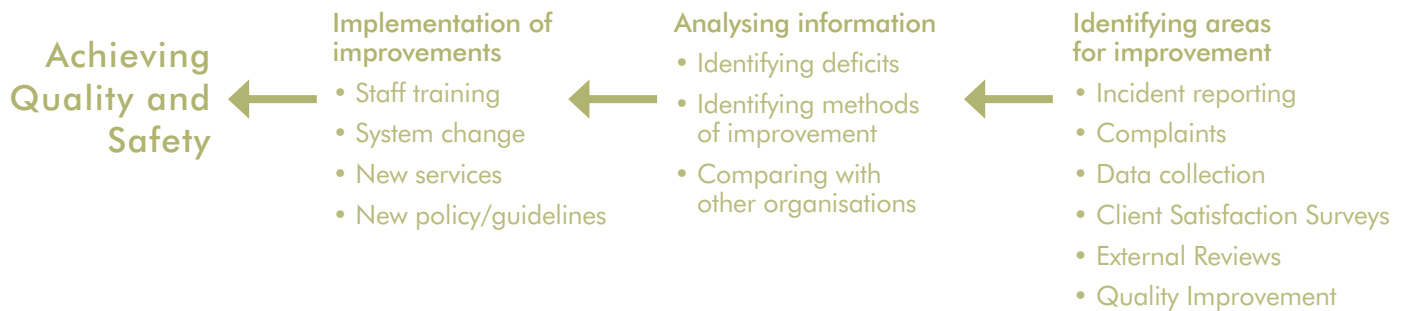 Achieving
Quality and
Safety
Implementation of
improvements
• Staff training
• System change
• New services
• New policy/guidelines
Analysing information
• Identifying deficits
• Identifying methods
of improvement
• Comparing with
other organisations
Identifying areas
for improvement
• Incident reporting
• Complaints
• Data collection
• Client Satisfaction Surveys
• External Reviews
• Quality Improvement